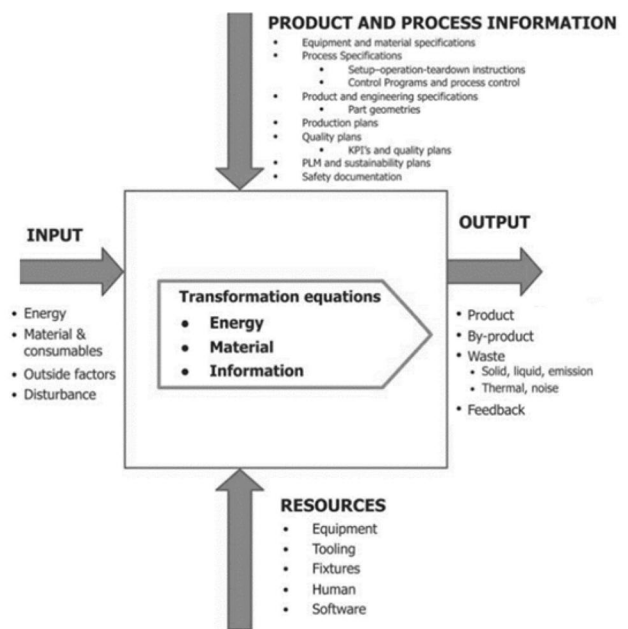 PRODUCT AND PROCESS INFORMATION
• Equipment and material specifications
• Process Specifications
• Setup–operation-teardown instructions
• Control Programs and process control
• Product and engineering specifications
• Part geometries
• Production plans
• Quality plans
• KPI's and quality plans
• PLM and sustainability plans
• Safety documentation
INPUT
• Energy
• Material &
consumables
• Outside factors
• Disturbance
Transformation equations
• Energy
• Material
• Information
OUTPUT
• Product
• By-product
• Waste
• Solid, liquid, emission
• Thermal, noise
• Feedback
RESOURCES
• Equipment
• Tooling
• Fixtures
• Human
• Software